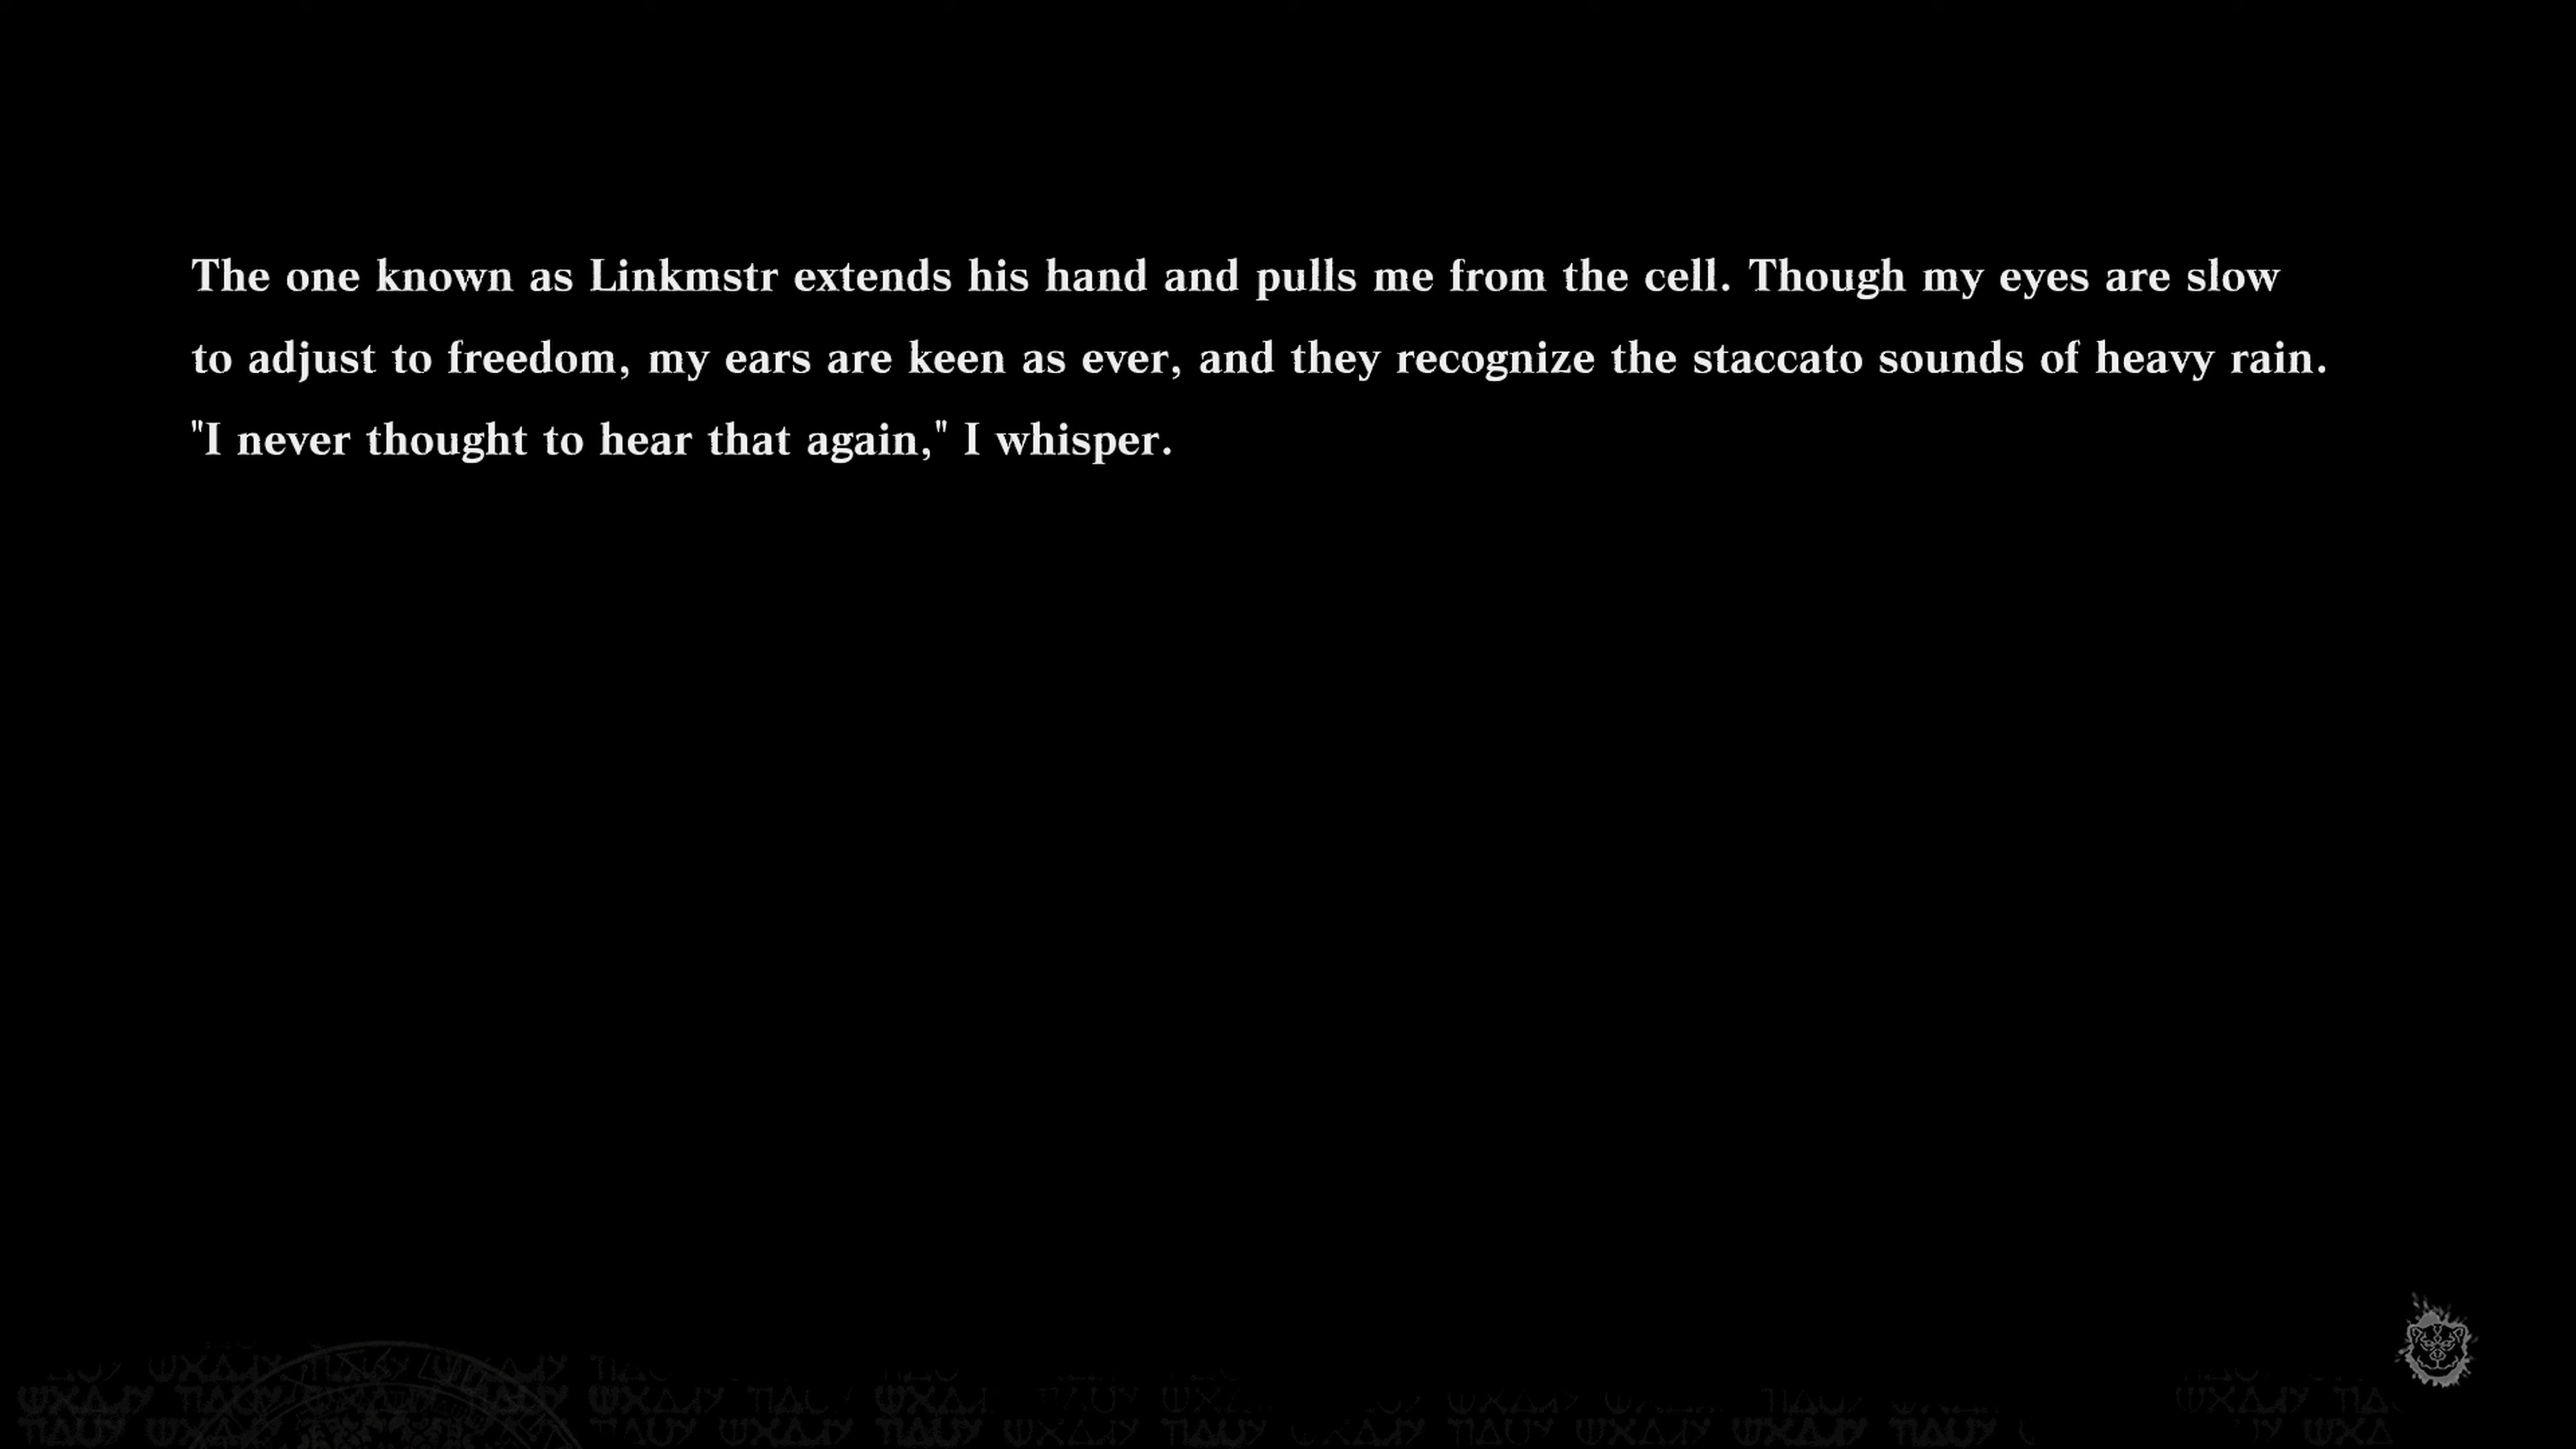 The one known as Linkmstr extends his hand and pulls me from the cell. Though my eyes are slow
to adjust to freedom, my ears are keen as ever, and they recognize the staccato sounds of heavy rain.
"I never thought to hear that again," I whisper.